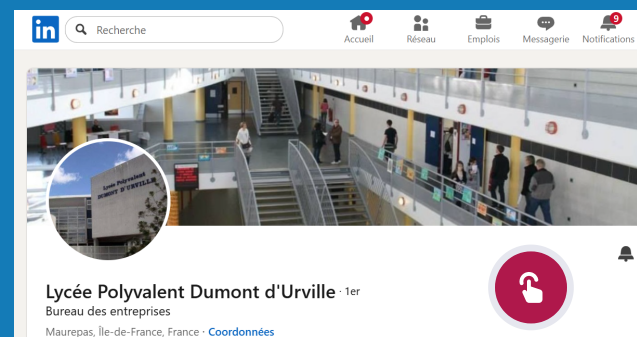 in
Recherche
Accueil
Réseau
Emplois
Messagerie
9
Notifications
Lycée Polyvalent
DUMONT D'URVILLE
Lycée Polyvalent Dumont d'Urville · 1er
Bureau des entreprises
Maurepas, Île-de-France, France · Coordonnées